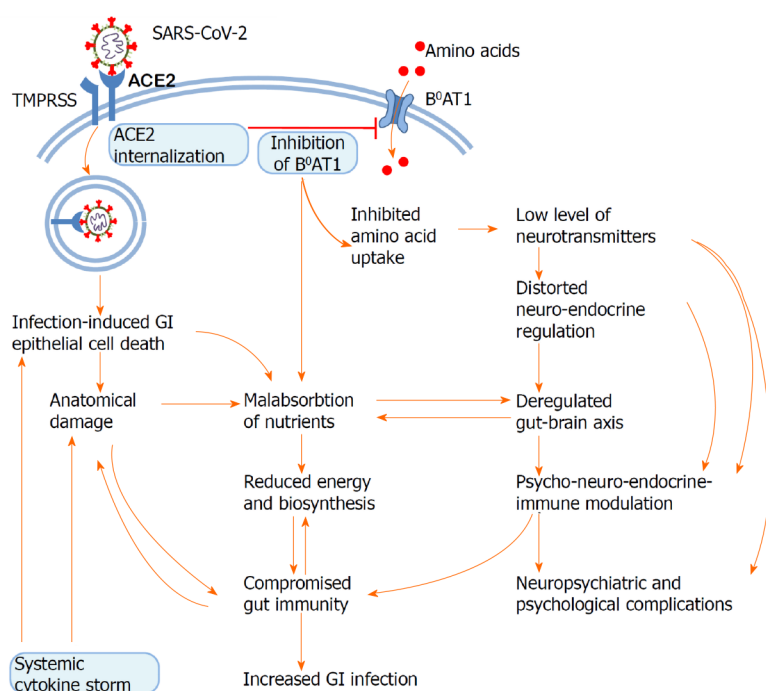 SARS-CoV-2
ACE2
TMPRSS
Amino acids
B⁰AT1
ACE2
internalization
Inhibition
of B⁰AT1
Inhibited
amino acid
uptake
Low level of
neurotransmitters
Distorted
neuro-endocrine
regulation
Infection-induced GI
epithelial cell death
Anatomical
damage
Malabsorbtion
of nutrients
Deregulated
gut-brain axis
Reduced energy
and biosynthesis
Psycho-neuro-endocrine-
immune modulation
Compromised
gut immunity
Neuropsychiatric and
psychological complications
Systemic
cytokine storm
Increased GI infection